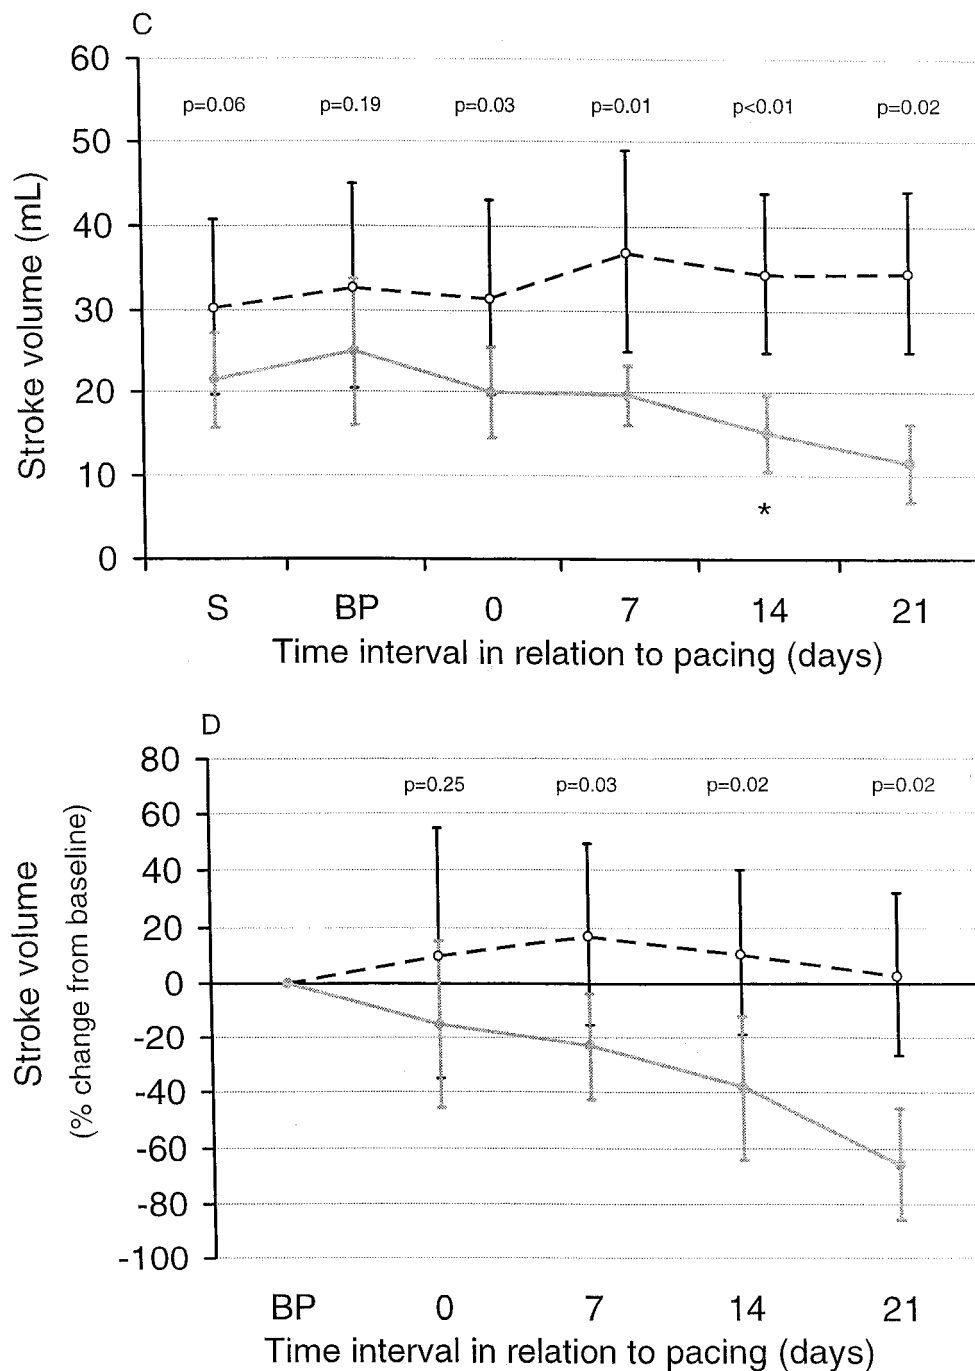 C
60
p=0.06 p=0.19 p=0.03 p=0.01 p<0.01 p=0.02
50
40
30
20
10
*
0
Stroke volume (mL)
S BP 0 7 14 21
Time interval in relation to pacing (days)
D
80
p=0.25 p=0.03 p=0.02 p=0.02
60
40
20
0
-20
-40
-60
-80
-100
Stroke volume
(% change from baseline)
BP 0 7 14 21
Time interval in relation to pacing (days)